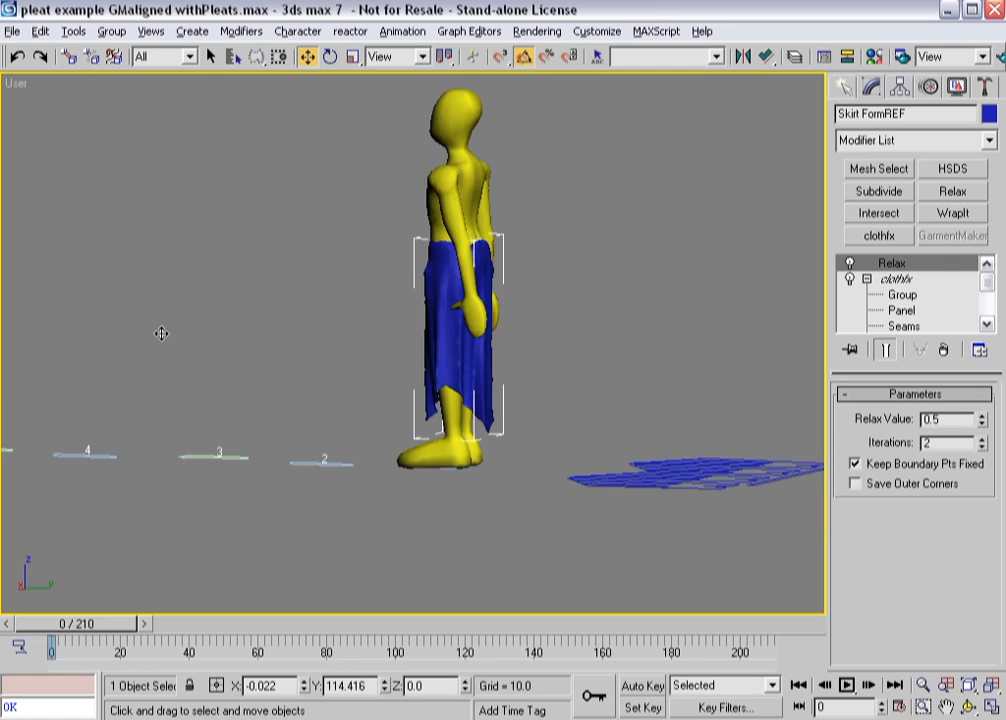 pleat example GMaligned withPleats.max - 3ds max 7 - Not for Resale - Stand-alone License
File Edit Tools Group Views Create Modifiers Character reactor Animation Graph Editors Rendering Customize MAXScript Help
All View View
User
Skirt FormREF
Modifier List
Mesh Select HSDS
Subdivide Relax
Intersect WrapIt
clothfx GarmentMaker
Relax
clothfx
Group
Panel
Seams
- Parameters
Relax Value: 0.5
Iterations: 2
Keep Boundary Pts Fixed
Save Outer Corners
4 3 2
z
x y
< 0 / 210 >
0 20 40 60 80 100 120 140 160 180 200
1 Object Selec X: -0.022 Y: 114.416 Z: 0.0 Grid = 10.0 Auto Key Selected
OK Click and drag to select and move objects Add Time Tag Set Key Key Filters... 0